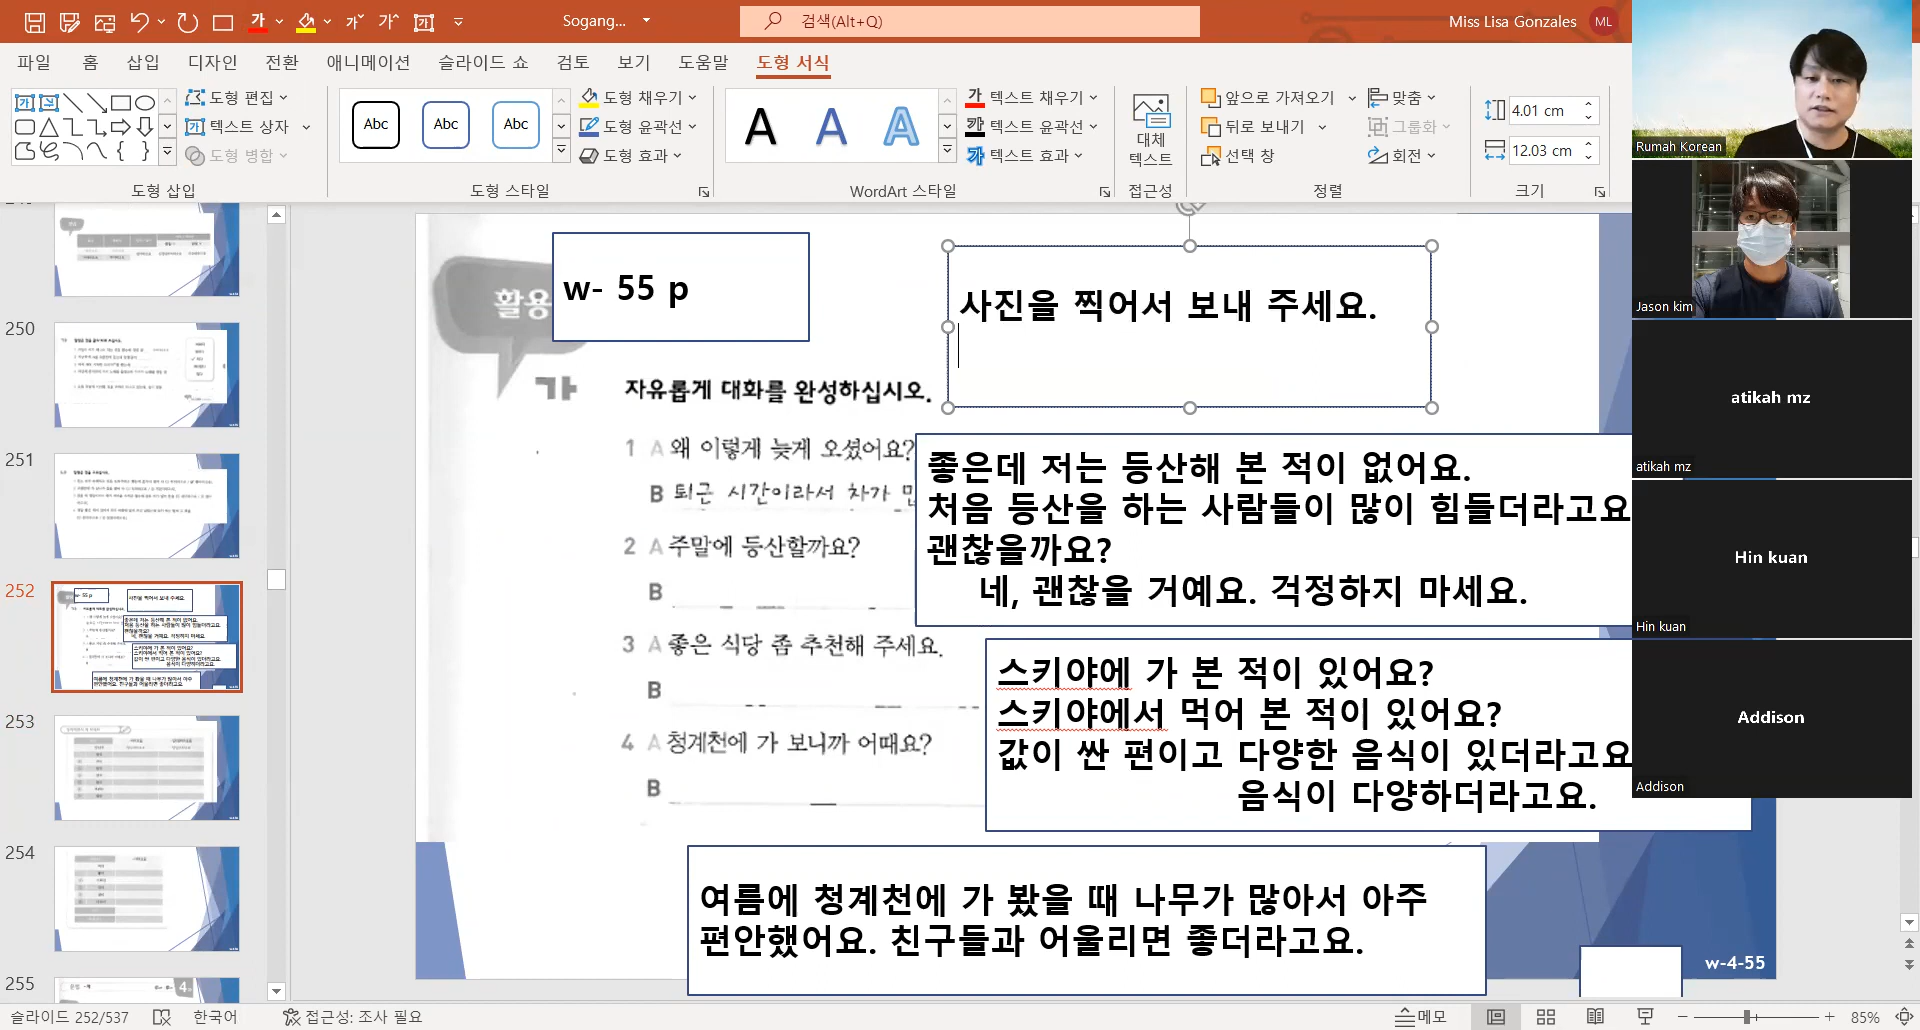 Sogang...
검색(Alt+Q)
Miss Lisa Gonzales
ML
파일 홈 삽입 디자인 전환 애니메이션 슬라이드 쇼 검토 보기 도움말 도형 서식
도형 편집
텍스트 상자
도형 병합
도형 삽입
Abc Abc Abc
도형 채우기
도형 윤곽선
도형 효과
도형 스타일
A A A
텍스트 채우기
텍스트 윤곽선
텍스트 효과
WordArt 스타일
대체
텍스트
접근성
앞으로 가져오기
뒤로 보내기
선택 창
맞춤
그룹화
회전
정렬
4.01 cm
12.03 cm
크기
250
251
252
253
254
255
활용
w- 55 p
사진을 찍어서 보내 주세요.
가 자유롭게 대화를 완성하십시오.
1 A 왜 이렇게 늦게 오셨어요?
B 퇴근 시간이라서 차가
2 A 주말에 등산할까요?
B
3 A 좋은 식당 좀 추천해 주세요.
B
4 A 청계천에 가 보니까 어때요?
B
좋은데 저는 등산해 본 적이 없어요.
처음 등산을 하는 사람들이 많이 힘들더라고요
괜찮을까요?
네, 괜찮을 거예요. 걱정하지 마세요.
스키야에 가 본 적이 있어요?
스키야에서 먹어 본 적이 있어요?
값이 싼 편이고 다양한 음식이 있더라고요
음식이 다양하더라고요.
여름에 청계천에 가 봤을 때 나무가 많아서 아주
편안했어요. 친구들과 어울리면 좋더라고요.
w-4-55
Rumah Korean
Jason kim
atikah mz
atikah mz
Hin kuan
Hin kuan
Addison
Addison
슬라이드 252/537
한국어
접근성: 조사 필요
메모
85%